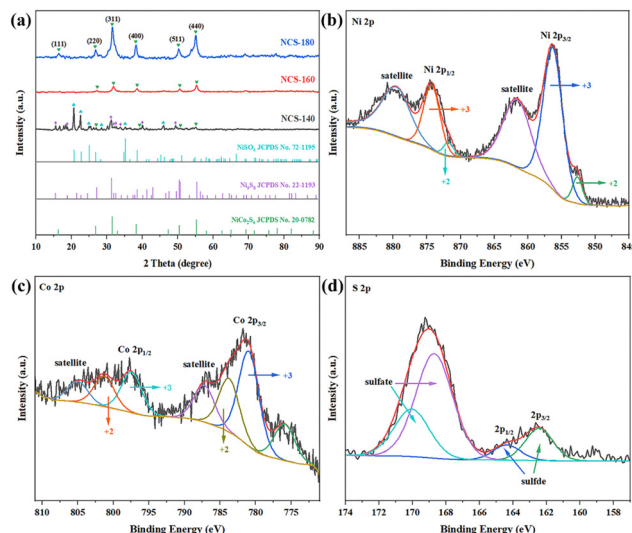 (a)
(111)
(220)
(311)
(400)
(511)
(440)
NCS-180
NCS-160
NCS-140
NiSO₄ JCPDS No. 72-1195
NiCo₂S₄ JCPDS No. 20-0782
Intensity (a.u.)
10 20 30 40 50 60 70 80 90
2 Theta (degree)
(b)
Ni 2p
satellite
Ni 2p1/2
satellite
Ni 2p3/2
+3
+2
+3
+2
Intensity (a.u.)
885 880 875 870 865 860 855 850 845 84
Binding Energy (eV)
(c)
Co 2p
satellite
Co 2p1/2
satellite
Co 2p3/2
+3
+2
+3
+2
Intensity (a.u.)
810 805 800 795 790 785 780 775
Binding Energy (eV)
(d)
S 2p
sulfate
2p1/2
2p3/2
sulfde
Intensity (a.u.)
174 172 170 168 166 164 162 160 158
Binding Energy (eV)